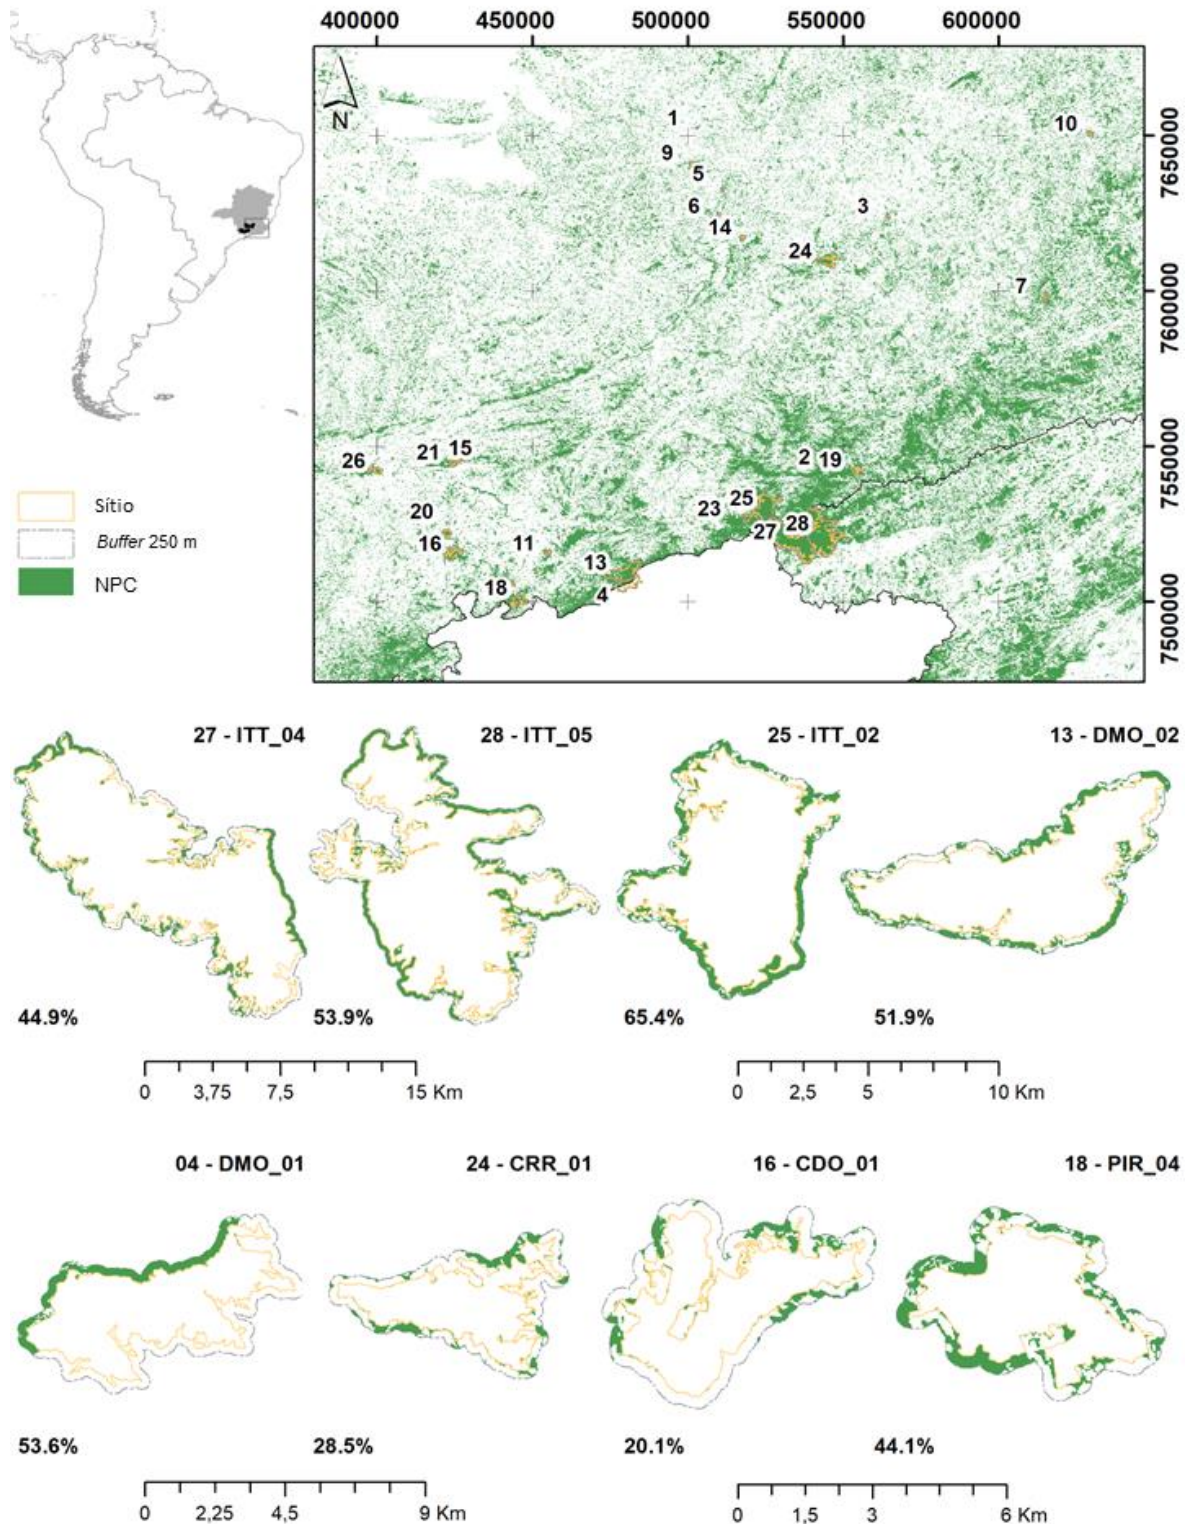 400000 450000 500000 550000 600000
N
1
10
9
5
6
3
14
24
7
7650000
7600000
7550000
7500000
26
21
15
2
19
20
25
23
27
28
16
11
13
18
4
Sítio
Buffer 250 m
NPC
27 - ITT_04 28 - ITT_05 25 - ITT_02 13 - DMO_02
44.9% 53.9% 65.4% 51.9%
0 3,75 7,5 15 Km 0 2,5 5 10 Km
04 - DMO_01 24 - CRR_01 16 - CDO_01 18 - PIR_04
53.6% 28.5% 20.1% 44.1%
0 2,25 4,5 9 Km 0 1,5 3 6 Km